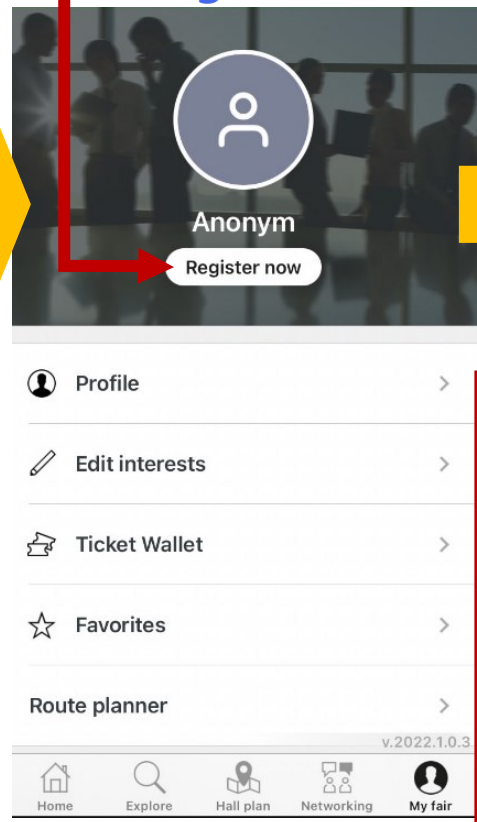 Anonym
Register now
Profile
Edit interests
Ticket Wallet
Favorites
Route planner
v.2022.1.0.3
Home Explore Hall plan Networking My fair